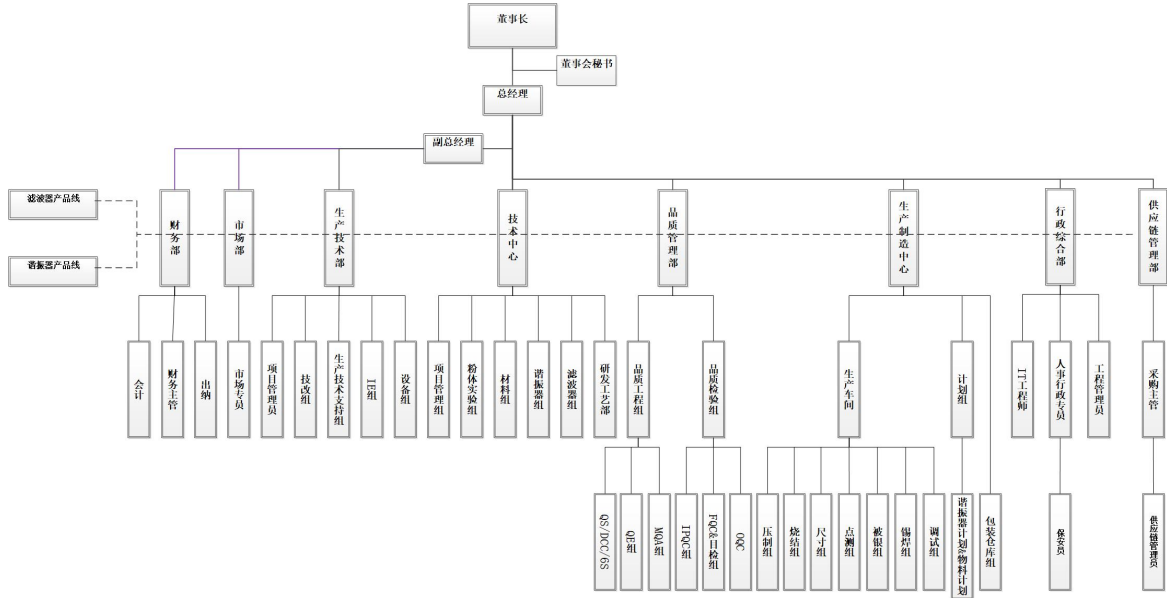 董事长
董事会秘书
总经理
副总经理
滤波器产品线
谐振器产品线
财务部
市场部
生产技术部
技术中心
品质管理部
生产制造中心
行政综合部
供应链管理部
会计
财务主管
出纳
市场专员
项目管理员
技改组
生产技术支持组
IE组
设备组
项目管理组
粉体实验组
材料组
谐振器组
滤波器组
研发工艺部
品质工程组
品质检验组
生产车间
计划组
IT工程师
人事行政专员
工程管理员
采购主管
QS/DCC/6S
QE组
MQA组
IPQC组
FQC&目检组
OQC
压制组
烧结组
尺寸组
点测组
被银组
锡焊组
调试组
谐振器计划&物料计划
包装仓库组
保安员
供应链管理员